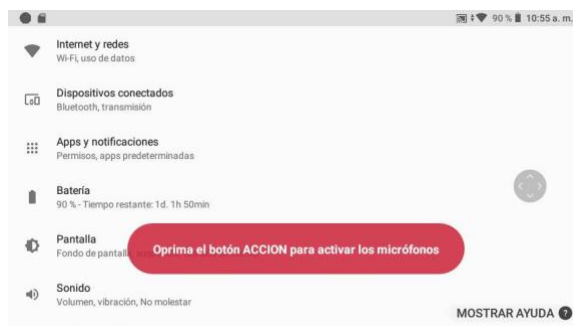 90 % 10:55 a. m.
Internet y redes
Wi-Fi, uso de datos
Dispositivos conectados
Bluetooth, transmisión
Apps y notificaciones
Permisos, apps predeterminadas
Batería
90 % - Tiempo restante: 1d. 1h 50min
Pantalla
Fondo de pantalla
Oprima el botón ACCION para activar los micrófonos
Sonido
Volumen, vibración, No molestar
MOSTRAR AYUDA ?